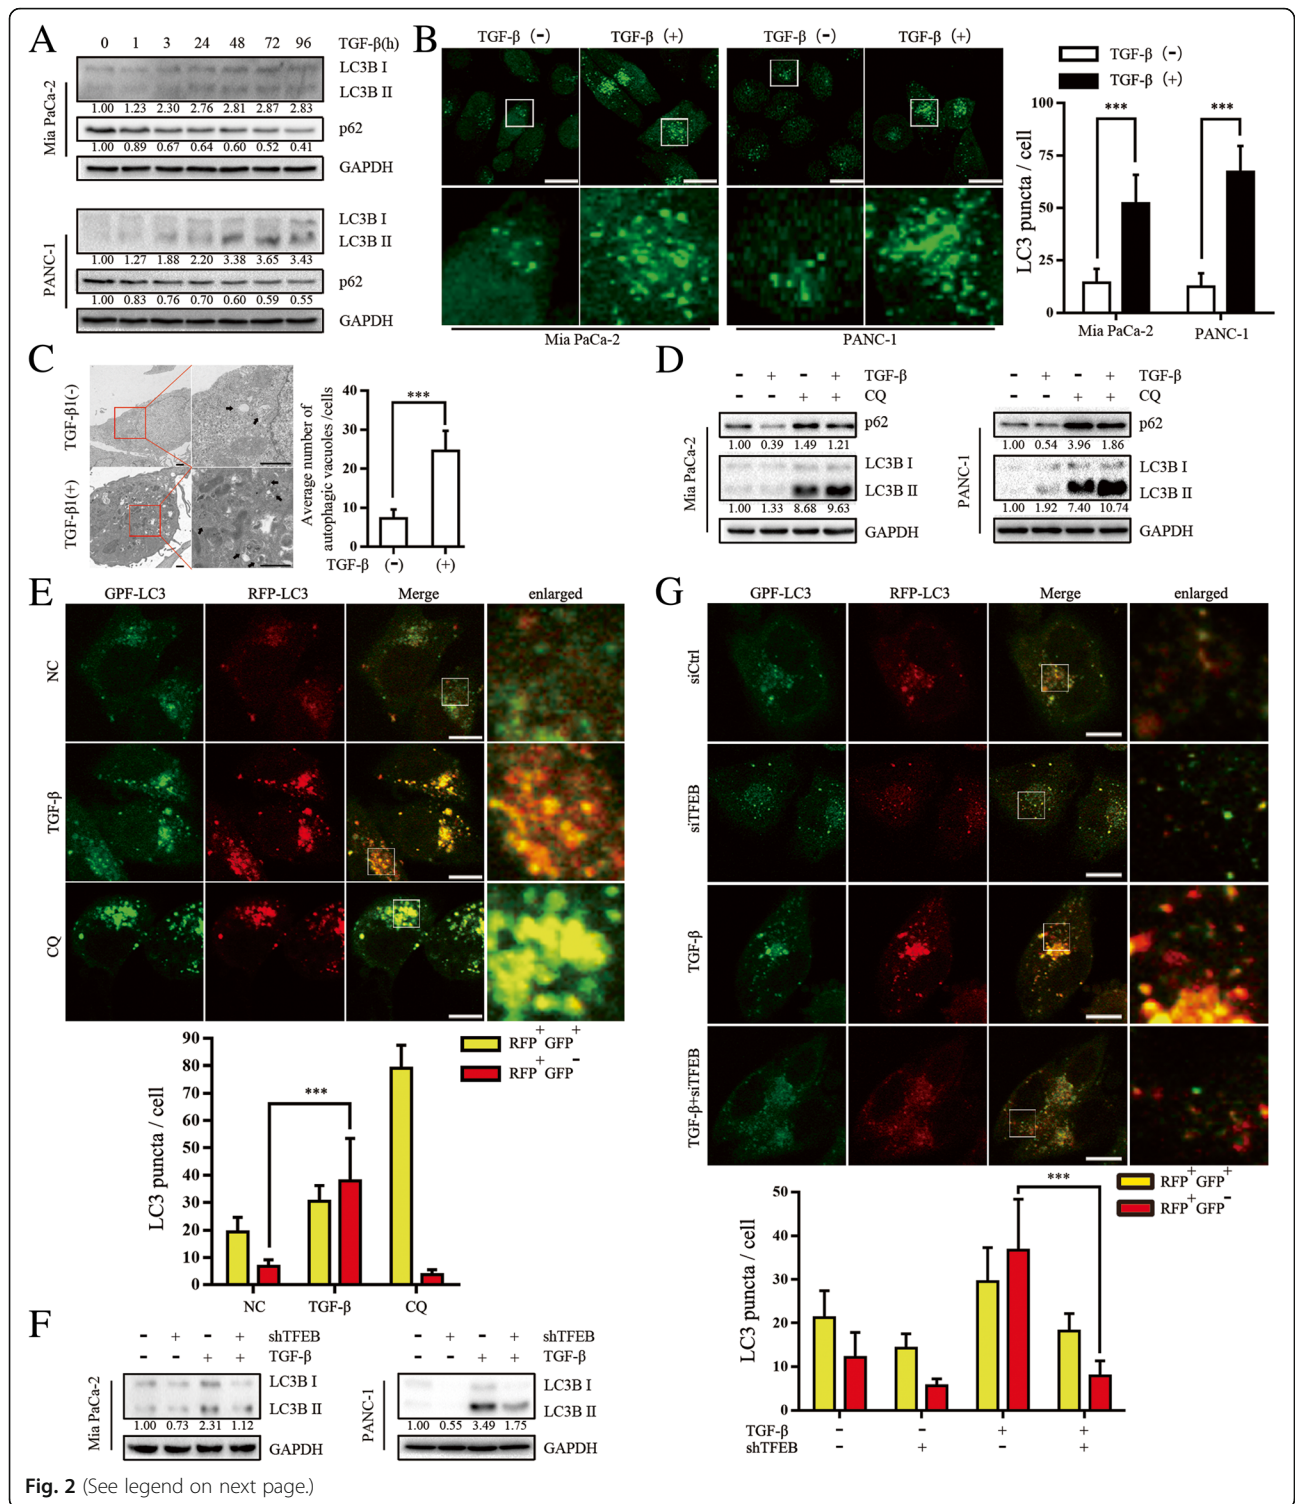 A
0 1 3 24 48 72 96 TGF-β(h)
Mia PaCa-2
LC3B I
LC3B II
1.00 1.23 2.30 2.76 2.81 2.87 2.83
p62
1.00 0.89 0.67 0.64 0.60 0.52 0.41
GAPDH
PANC-1
LC3B I
LC3B II
1.00 1.27 1.88 2.20 3.38 3.65 3.43
p62
1.00 0.83 0.76 0.70 0.60 0.59 0.55
GAPDH
B
TGF-β (-) TGF-β (+) TGF-β (-) TGF-β (+)
Mia PaCa-2 PANC-1
TGF-β (-)
TGF-β (+)
LC3 puncta / cell
100
75
50
25
0
*** ***
Mia PaCa-2 PANC-1
C
TGF-β1(-)
TGF-β1(+)
Average number of
autophagic vacuoles /cells
40
30
20
10
0
***
TGF-β (-) (+)
D
- + - + TGF-β
- - + + CQ
Mia PaCa-2
p62
1.00 0.39 1.49 1.21
LC3B I
LC3B II
1.00 1.33 8.68 9.63
GAPDH
- + - + TGF-β
- - + + CQ
PANC-1
p62
1.00 0.54 3.96 1.86
LC3B I
LC3B II
1.00 1.92 7.40 10.74
GAPDH
E
GPF-LC3 RFP-LC3 Merge enlarged
NC
TGF-β
CQ
RFP+GFP+
RFP+GFP-
LC3 puncta / cell
90
80
70
60
50
40
30
20
10
0
***
NC TGF-β CQ
F
- + - + shTFEB
- - + + TGF-β
Mia PaCa-2
LC3B I
LC3B II
1.00 0.73 2.31 1.12
GAPDH
- + - + shTFEB
- - + + TGF-β
PANC-1
LC3B I
LC3B II
1.00 0.55 3.49 1.75
GAPDH
G
GPF-LC3 RFP-LC3 Merge enlarged
siCtrl
siTFEB
TGF-β
TGF-β+siTFEB
RFP+GFP+
RFP+GFP-
LC3 puncta / cell
50
40
30
20
10
0
***
TGF-β - - + +
shTFEB - + - +
Fig. 2 (See legend on next page.)